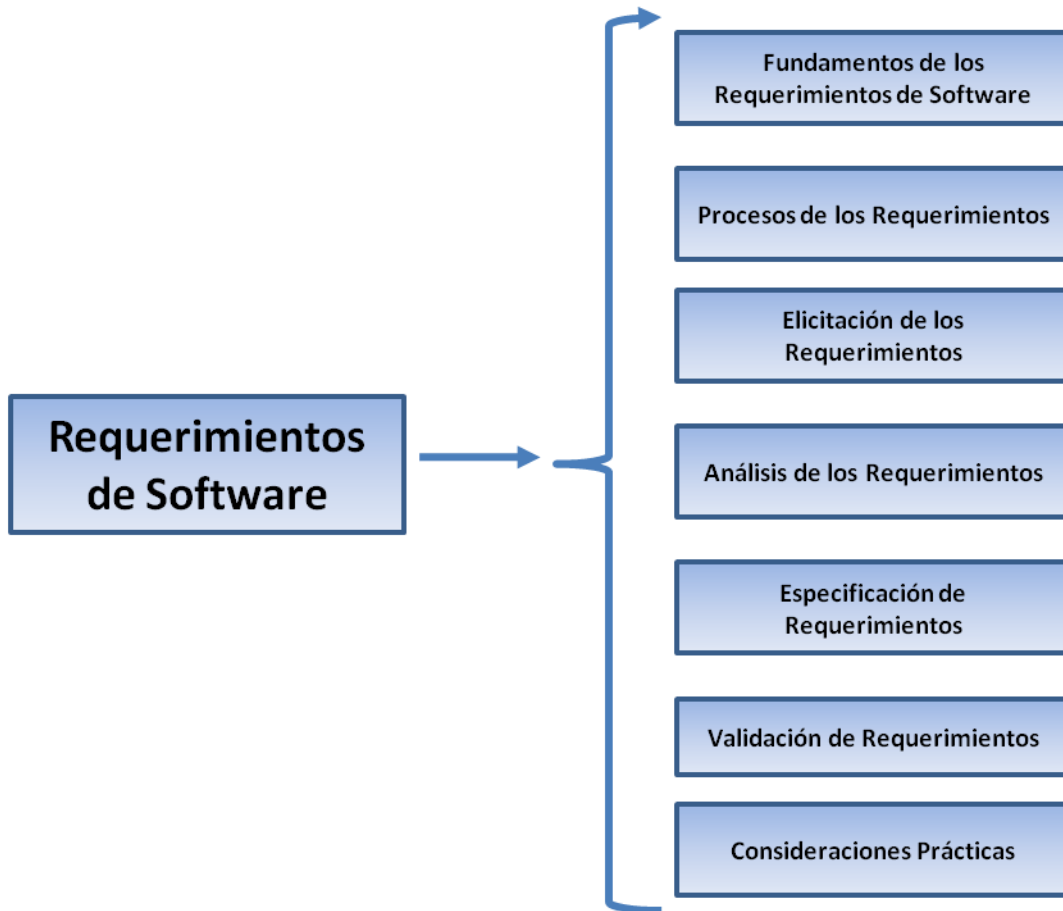 Requerimientos
de Software
Fundamentos de los
Requerimientos de Software
Procesos de los Requerimientos
Elicitación de los
Requerimientos
Análisis de los Requerimientos
Especificación de
Requerimientos
Validación de Requerimientos
Consideraciones Prácticas